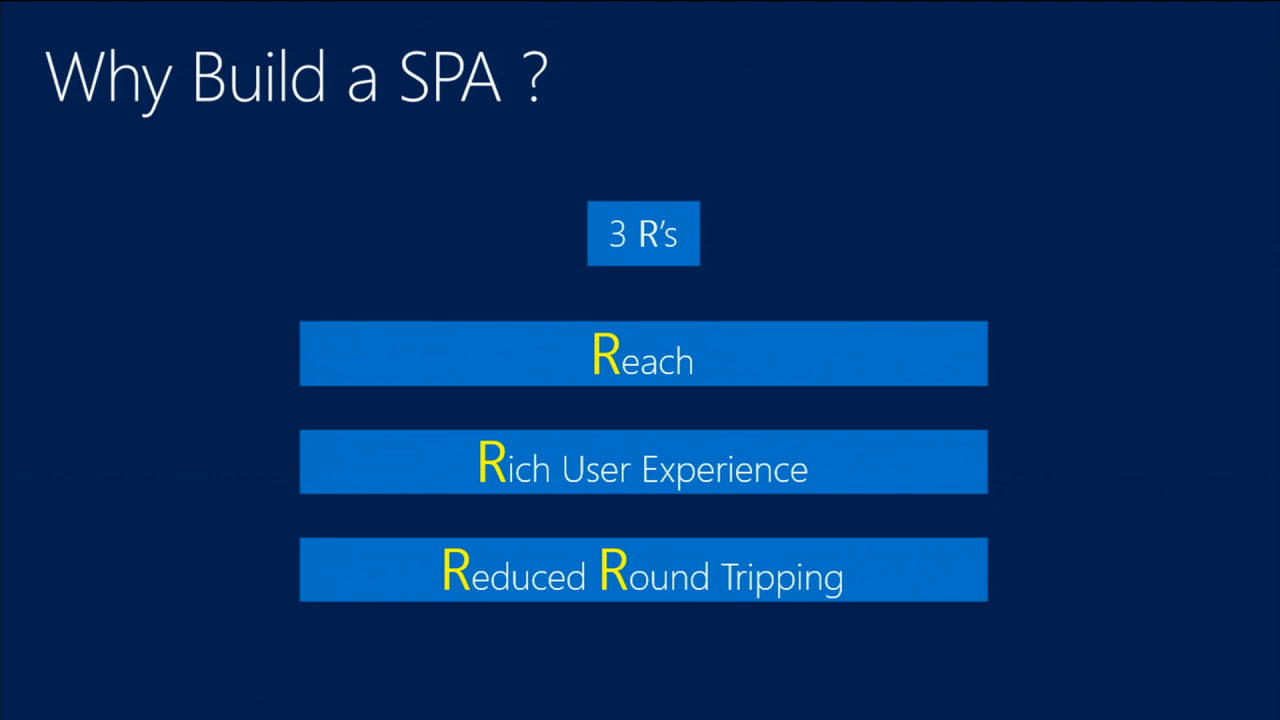 Why Build a SPA ?
3 R's
Reach
Rich User Experience
Reduced Round Tripping